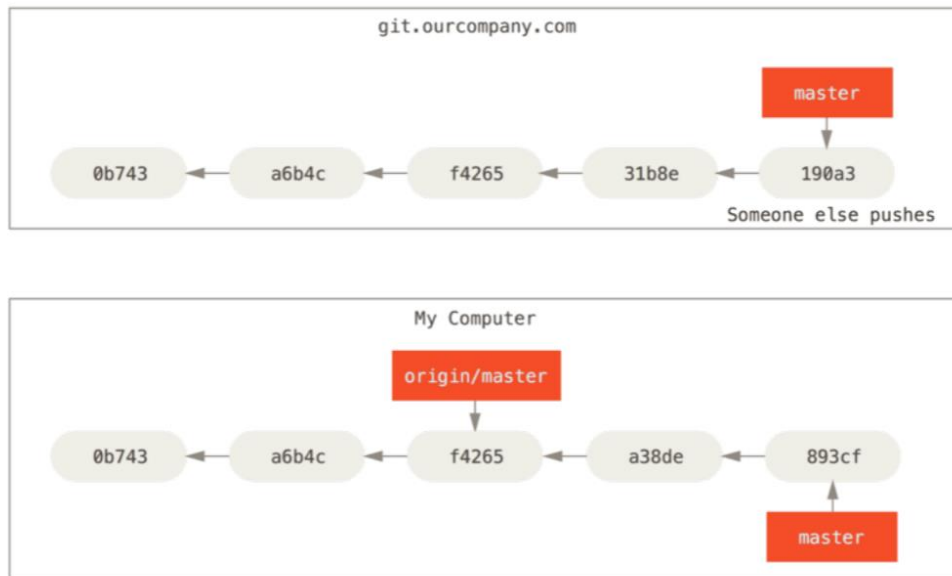 git.ourcompany.com
master
0b743 a6b4c f4265 31b8e 190a3
Someone else pushes
My Computer
origin/master
0b743 a6b4c f4265 a38de 893cf
master